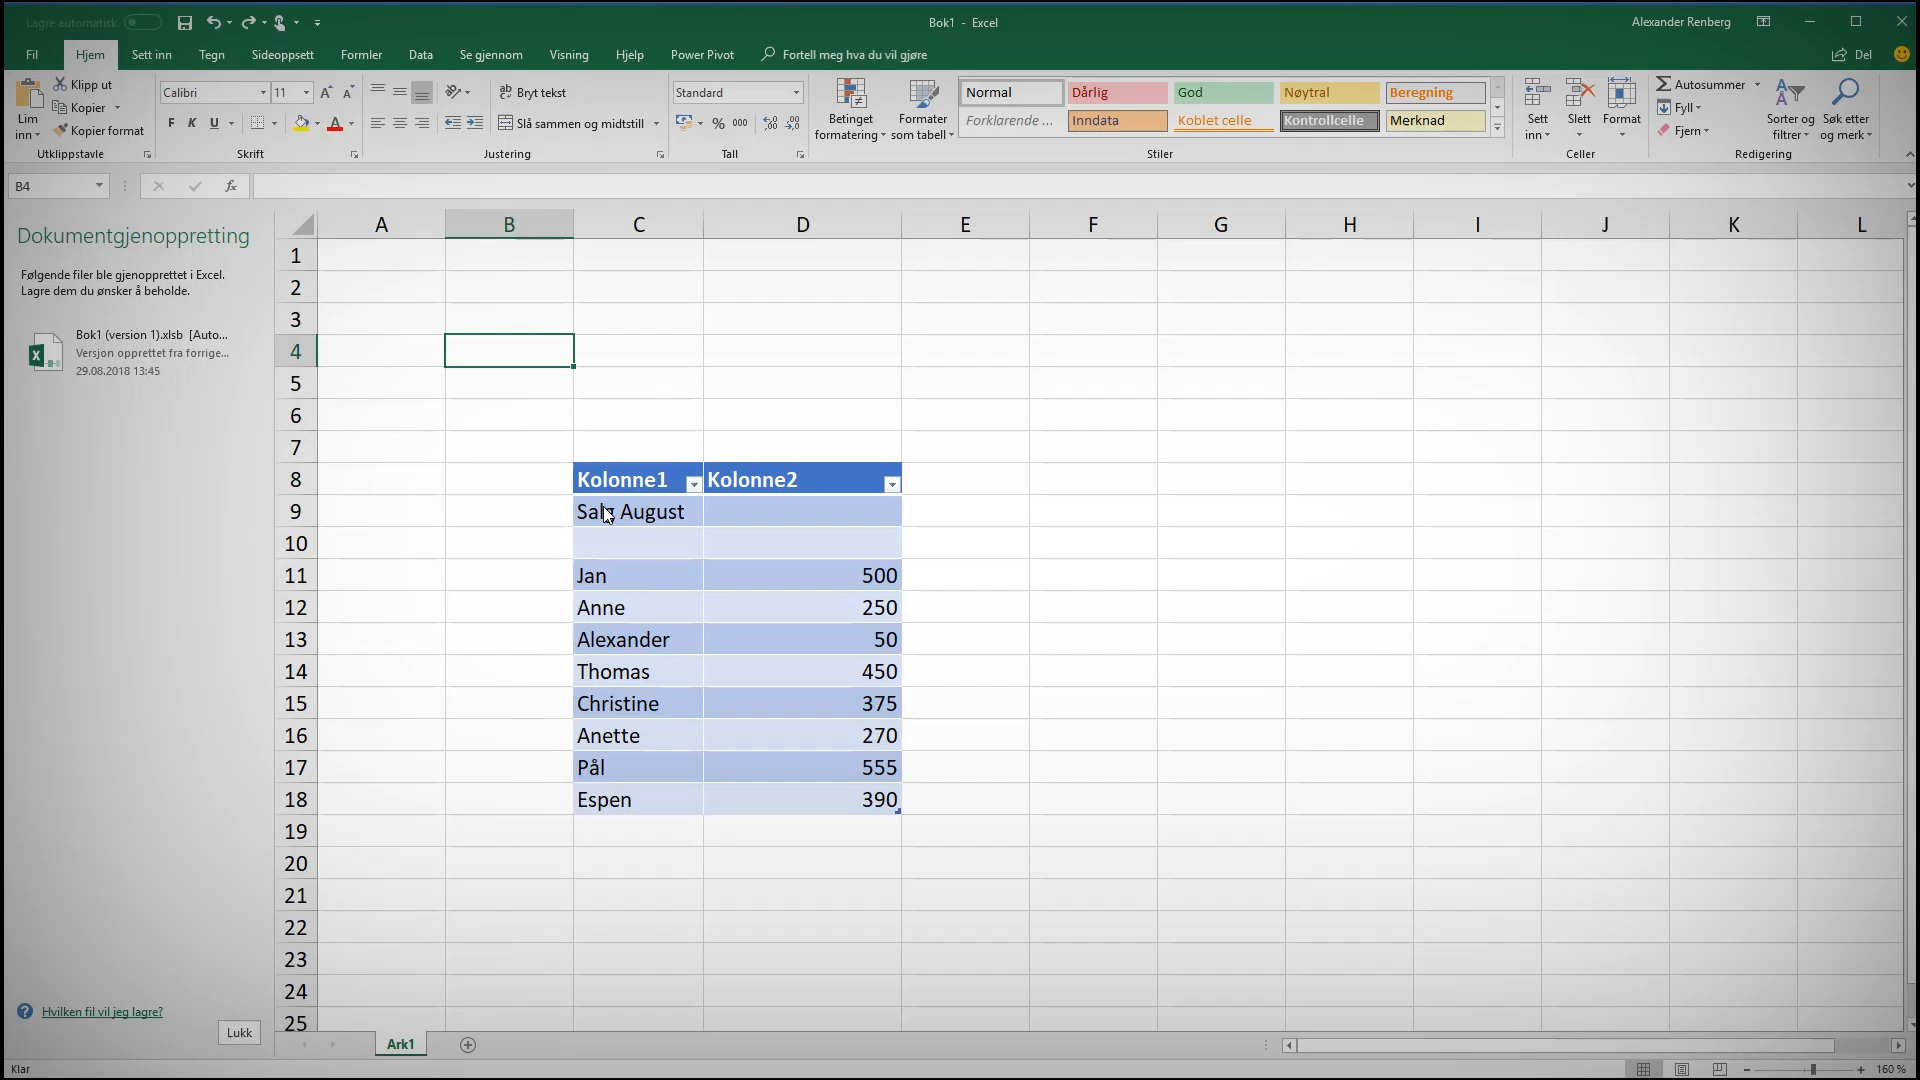 Lagre automatisk
Bok1 - Excel
Alexander Renberg
Fil
Hjem
Sett inn
Tegn
Sideoppsett
Formler
Data
Se gjennom
Visning
Hjelp
Power Pivot
Fortell meg hva du vil gjøre
Del
Lim
inn
Klipp ut
Kopier
Kopier format
Utklippstavle
Calibri
11
F K U
Skrift
Bryt tekst
Slå sammen og midtstill
Justering
Standard
% 000
Tall
Betinget
formatering
Formater
som tabell
Normal
Dårlig
God
Nøytral
Beregning
Forklarende ...
Inndata
Koblet celle
Kontrollcelle
Merknad
Stiler
Sett
inn
Slett
Format
Celler
Autosummer
Fyll
Fjern
Sorter og
filtrer
Søk etter
og merk
Redigering
B4
fx
Dokumentgjenoppretting
Følgende filer ble gjenopprettet i Excel.
Lagre dem du ønsker å beholde.
Bok1 (version 1).xlsb [Auto...
Versjon opprettet fra forrige...
29.08.2018 13:45
Hvilken fil vil jeg lagre?
Lukk
A B C D E F G H I J K L
1
2
3
4
5
6
7
8 Kolonne1 Kolonne2
9 Salg August
10
11 Jan 500
12 Anne 250
13 Alexander 50
14 Thomas 450
15 Christine 375
16 Anette 270
17 Pål 555
18 Espen 390
19
20
21
22
23
24
25
Ark1
Klar
160 %